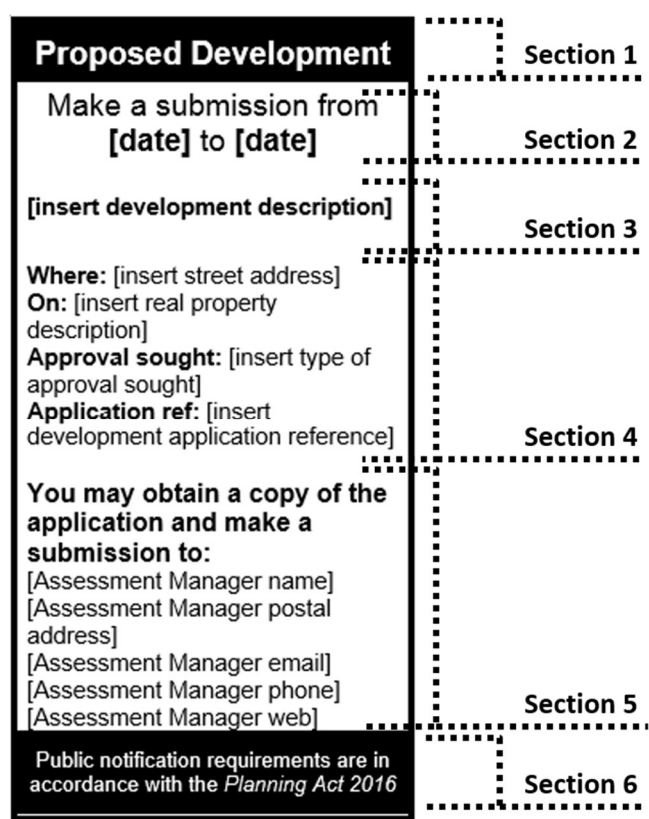 Proposed Development
Section 1
Make a submission from
[date] to [date]
Section 2
[insert development description]
Section 3
Where: [insert street address]
On: [insert real property
description]
Approval sought: [insert type of
approval sought]
Application ref: [insert
development application reference]
Section 4
You may obtain a copy of the
application and make a
submission to:
[Assessment Manager name]
[Assessment Manager postal
address]
[Assessment Manager email]
[Assessment Manager phone]
[Assessment Manager web]
Section 5
Public notification requirements are in
accordance with the Planning Act 2016
Section 6